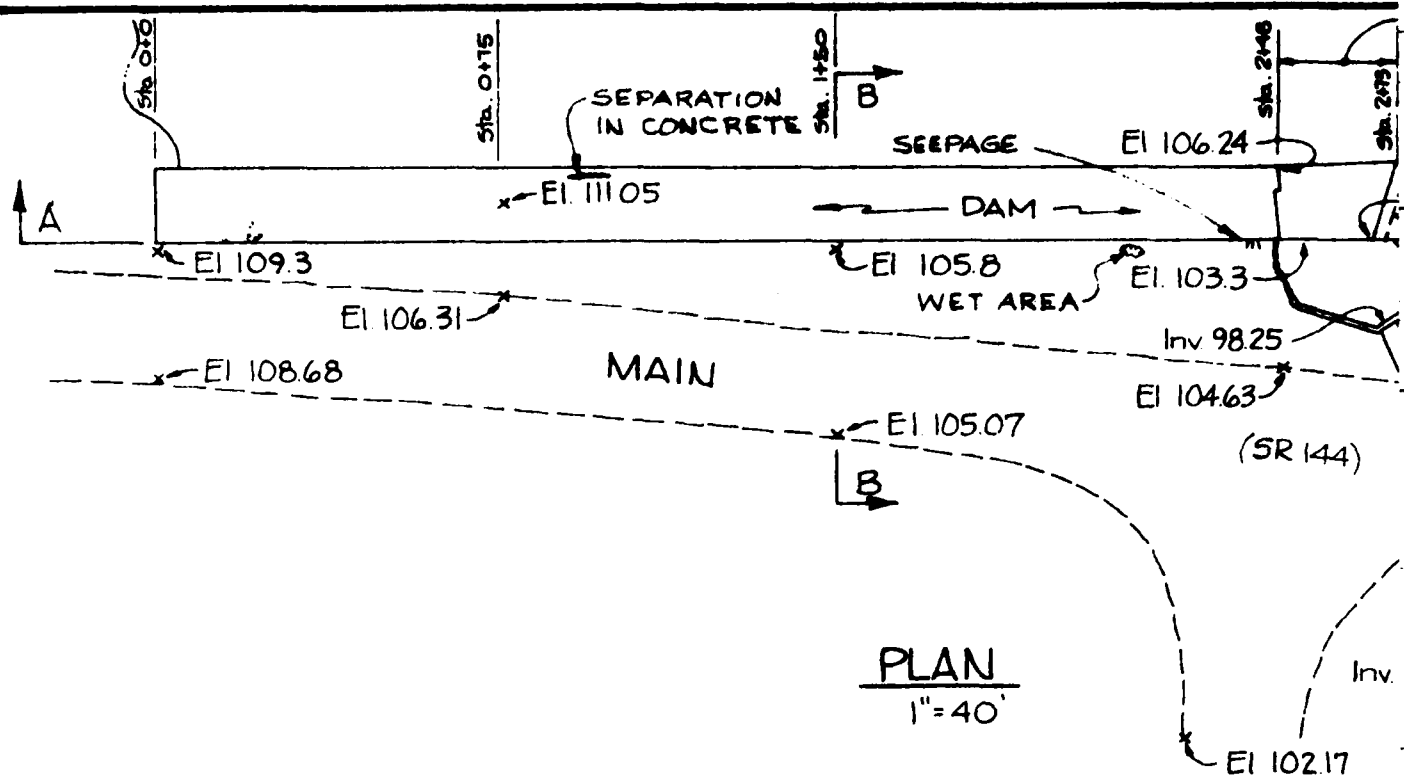 Sta. 0+0
Sta. 0+75
Sta. 1+50
Sta. 2+48
Sta. 2+75
B
SEPARATION
IN CONCRETE
SEEPAGE
El 106.24
A
El. 111.05
DAM
El 109.3
El 105.8
WET AREA
El. 103.3
El. 106.31
Inv. 98.25
El 108.68
MAIN
El 104.63
El. 105.07
(SR 144)
B
PLAN
1"=40'
Inv.
El 102.17